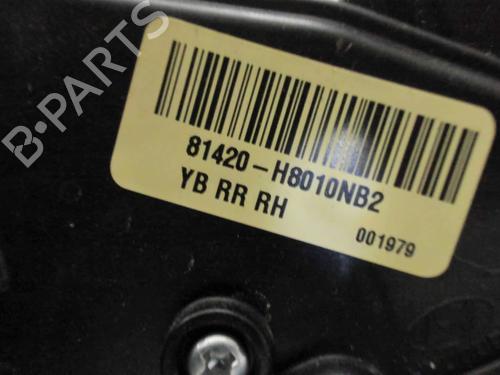 B-PARTS
81420-H8010NB2
YB RR RH
001979